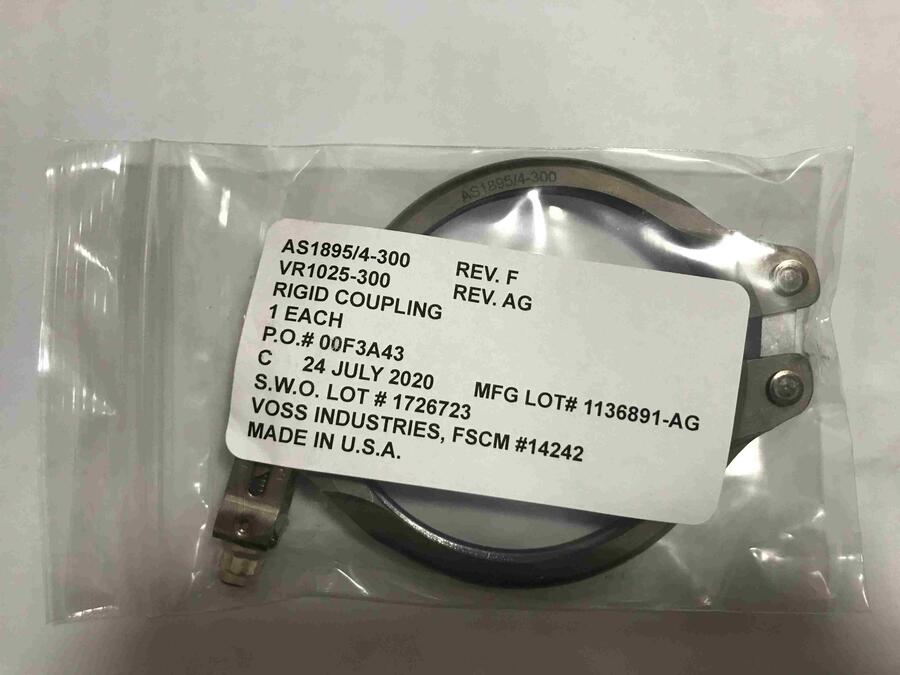 AS1895/4-300
AS1895/4-300 REV. F
VR1025-300 REV. AG
RIGID COUPLING
1 EACH
P.O.# 00F3A43
C 24 JULY 2020 MFG LOT# 1136891-AG
S.W.O. LOT # 1726723
VOSS INDUSTRIES, FSCM #14242
MADE IN U.S.A.